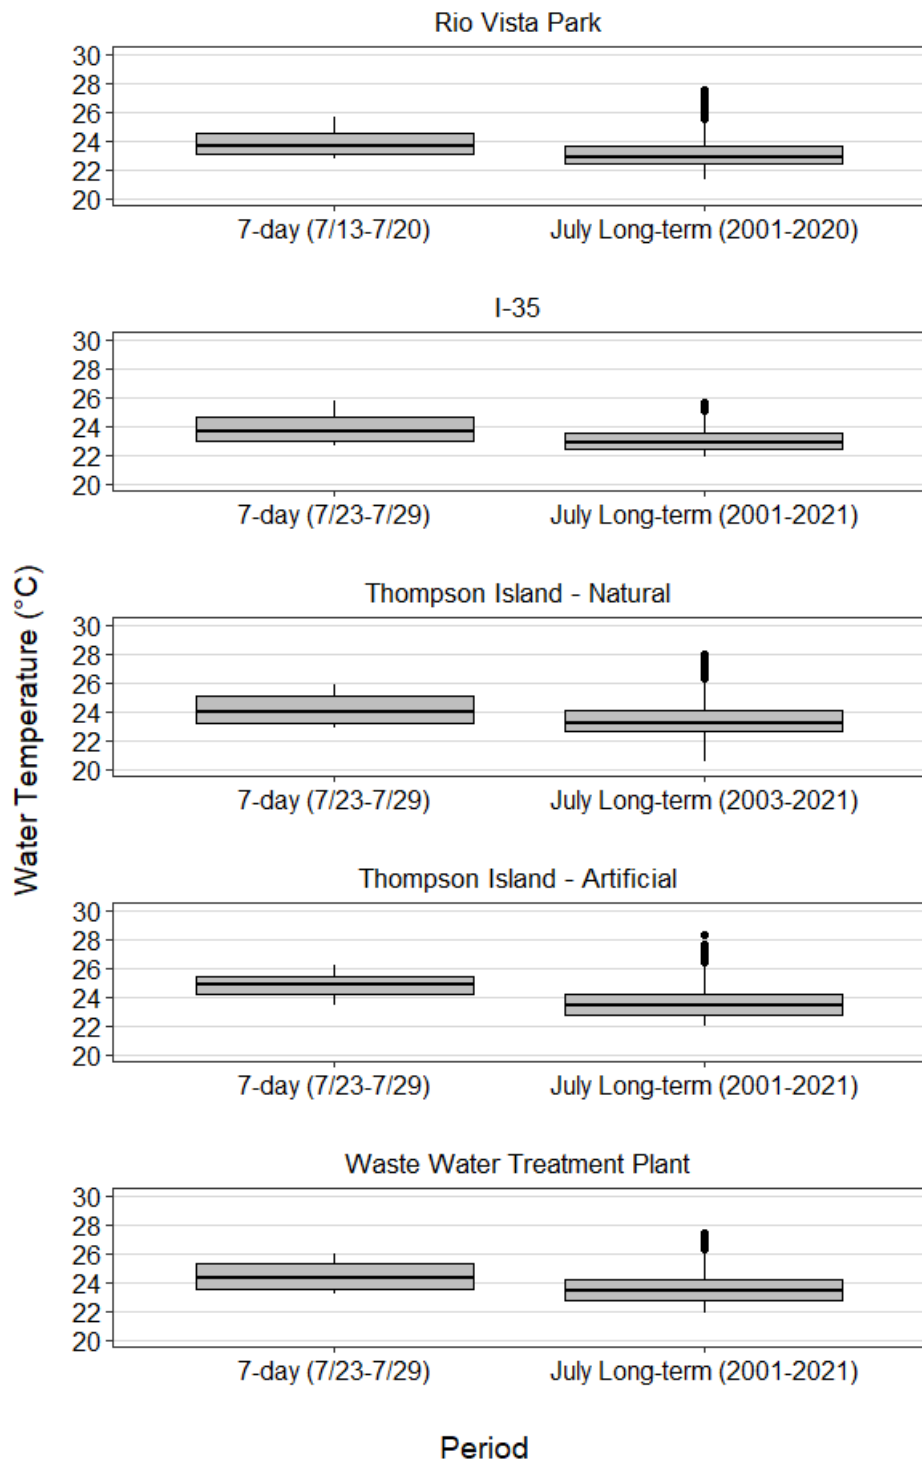 Rio Vista Park
30
28
26
24
22
20
7-day (7/13-7/20) July Long-term (2001-2020)
I-35
30
28
26
24
22
20
7-day (7/23-7/29) July Long-term (2001-2021)
Thompson Island - Natural
30
28
26
24
22
20
7-day (7/23-7/29) July Long-term (2003-2021)
Thompson Island - Artificial
30
28
26
24
22
20
7-day (7/23-7/29) July Long-term (2001-2021)
Waste Water Treatment Plant
30
28
26
24
22
20
7-day (7/23-7/29) July Long-term (2001-2021)
Water Temperature (°C)
Period